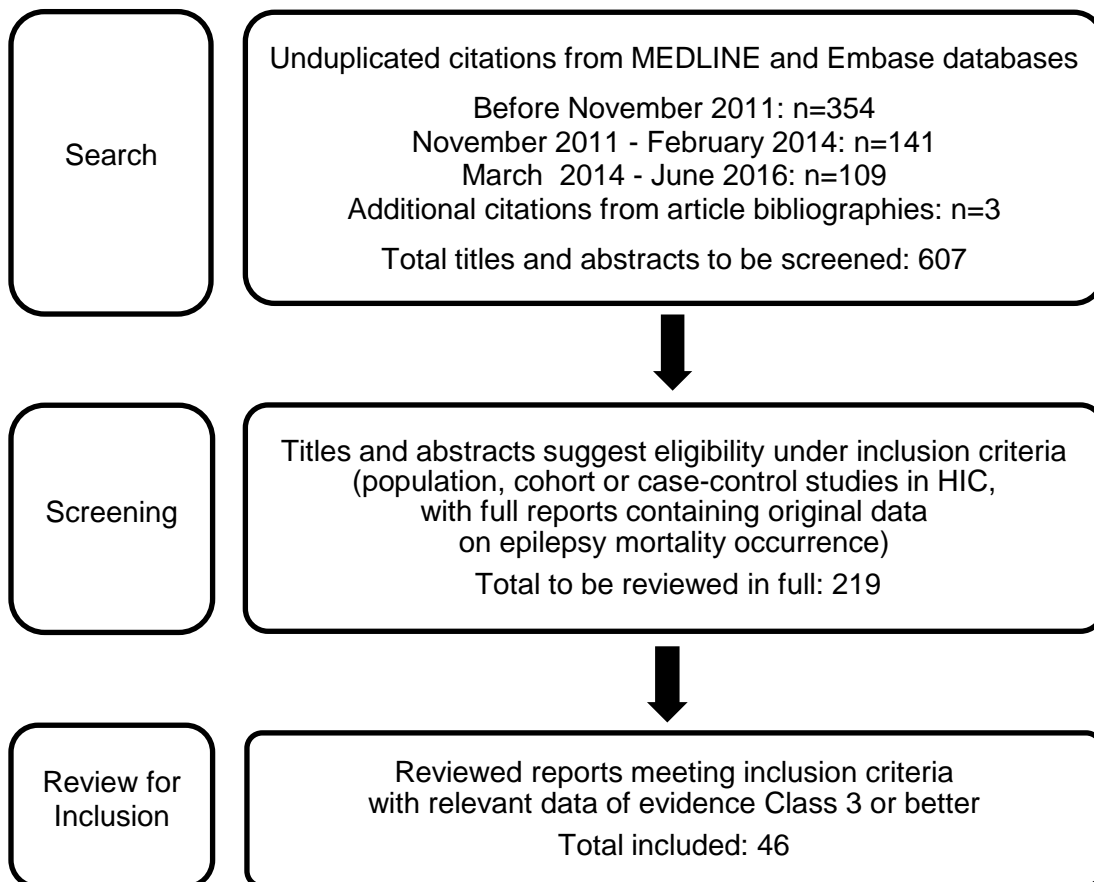 Search
Unduplicated citations from MEDLINE and Embase databases
Before November 2011: n=354
November 2011 - February 2014: n=141
March  2014 - June 2016: n=109
Additional citations from article bibliographies: n=3
Total titles and abstracts to be screened: 607
Screening
Titles and abstracts suggest eligibility under inclusion criteria
(population, cohort or case-control studies in HIC,
with full reports containing original data
on epilepsy mortality occurrence)
Total to be reviewed in full: 219
Review for
Inclusion
Reviewed reports meeting inclusion criteria
with relevant data of evidence Class 3 or better
Total included: 46